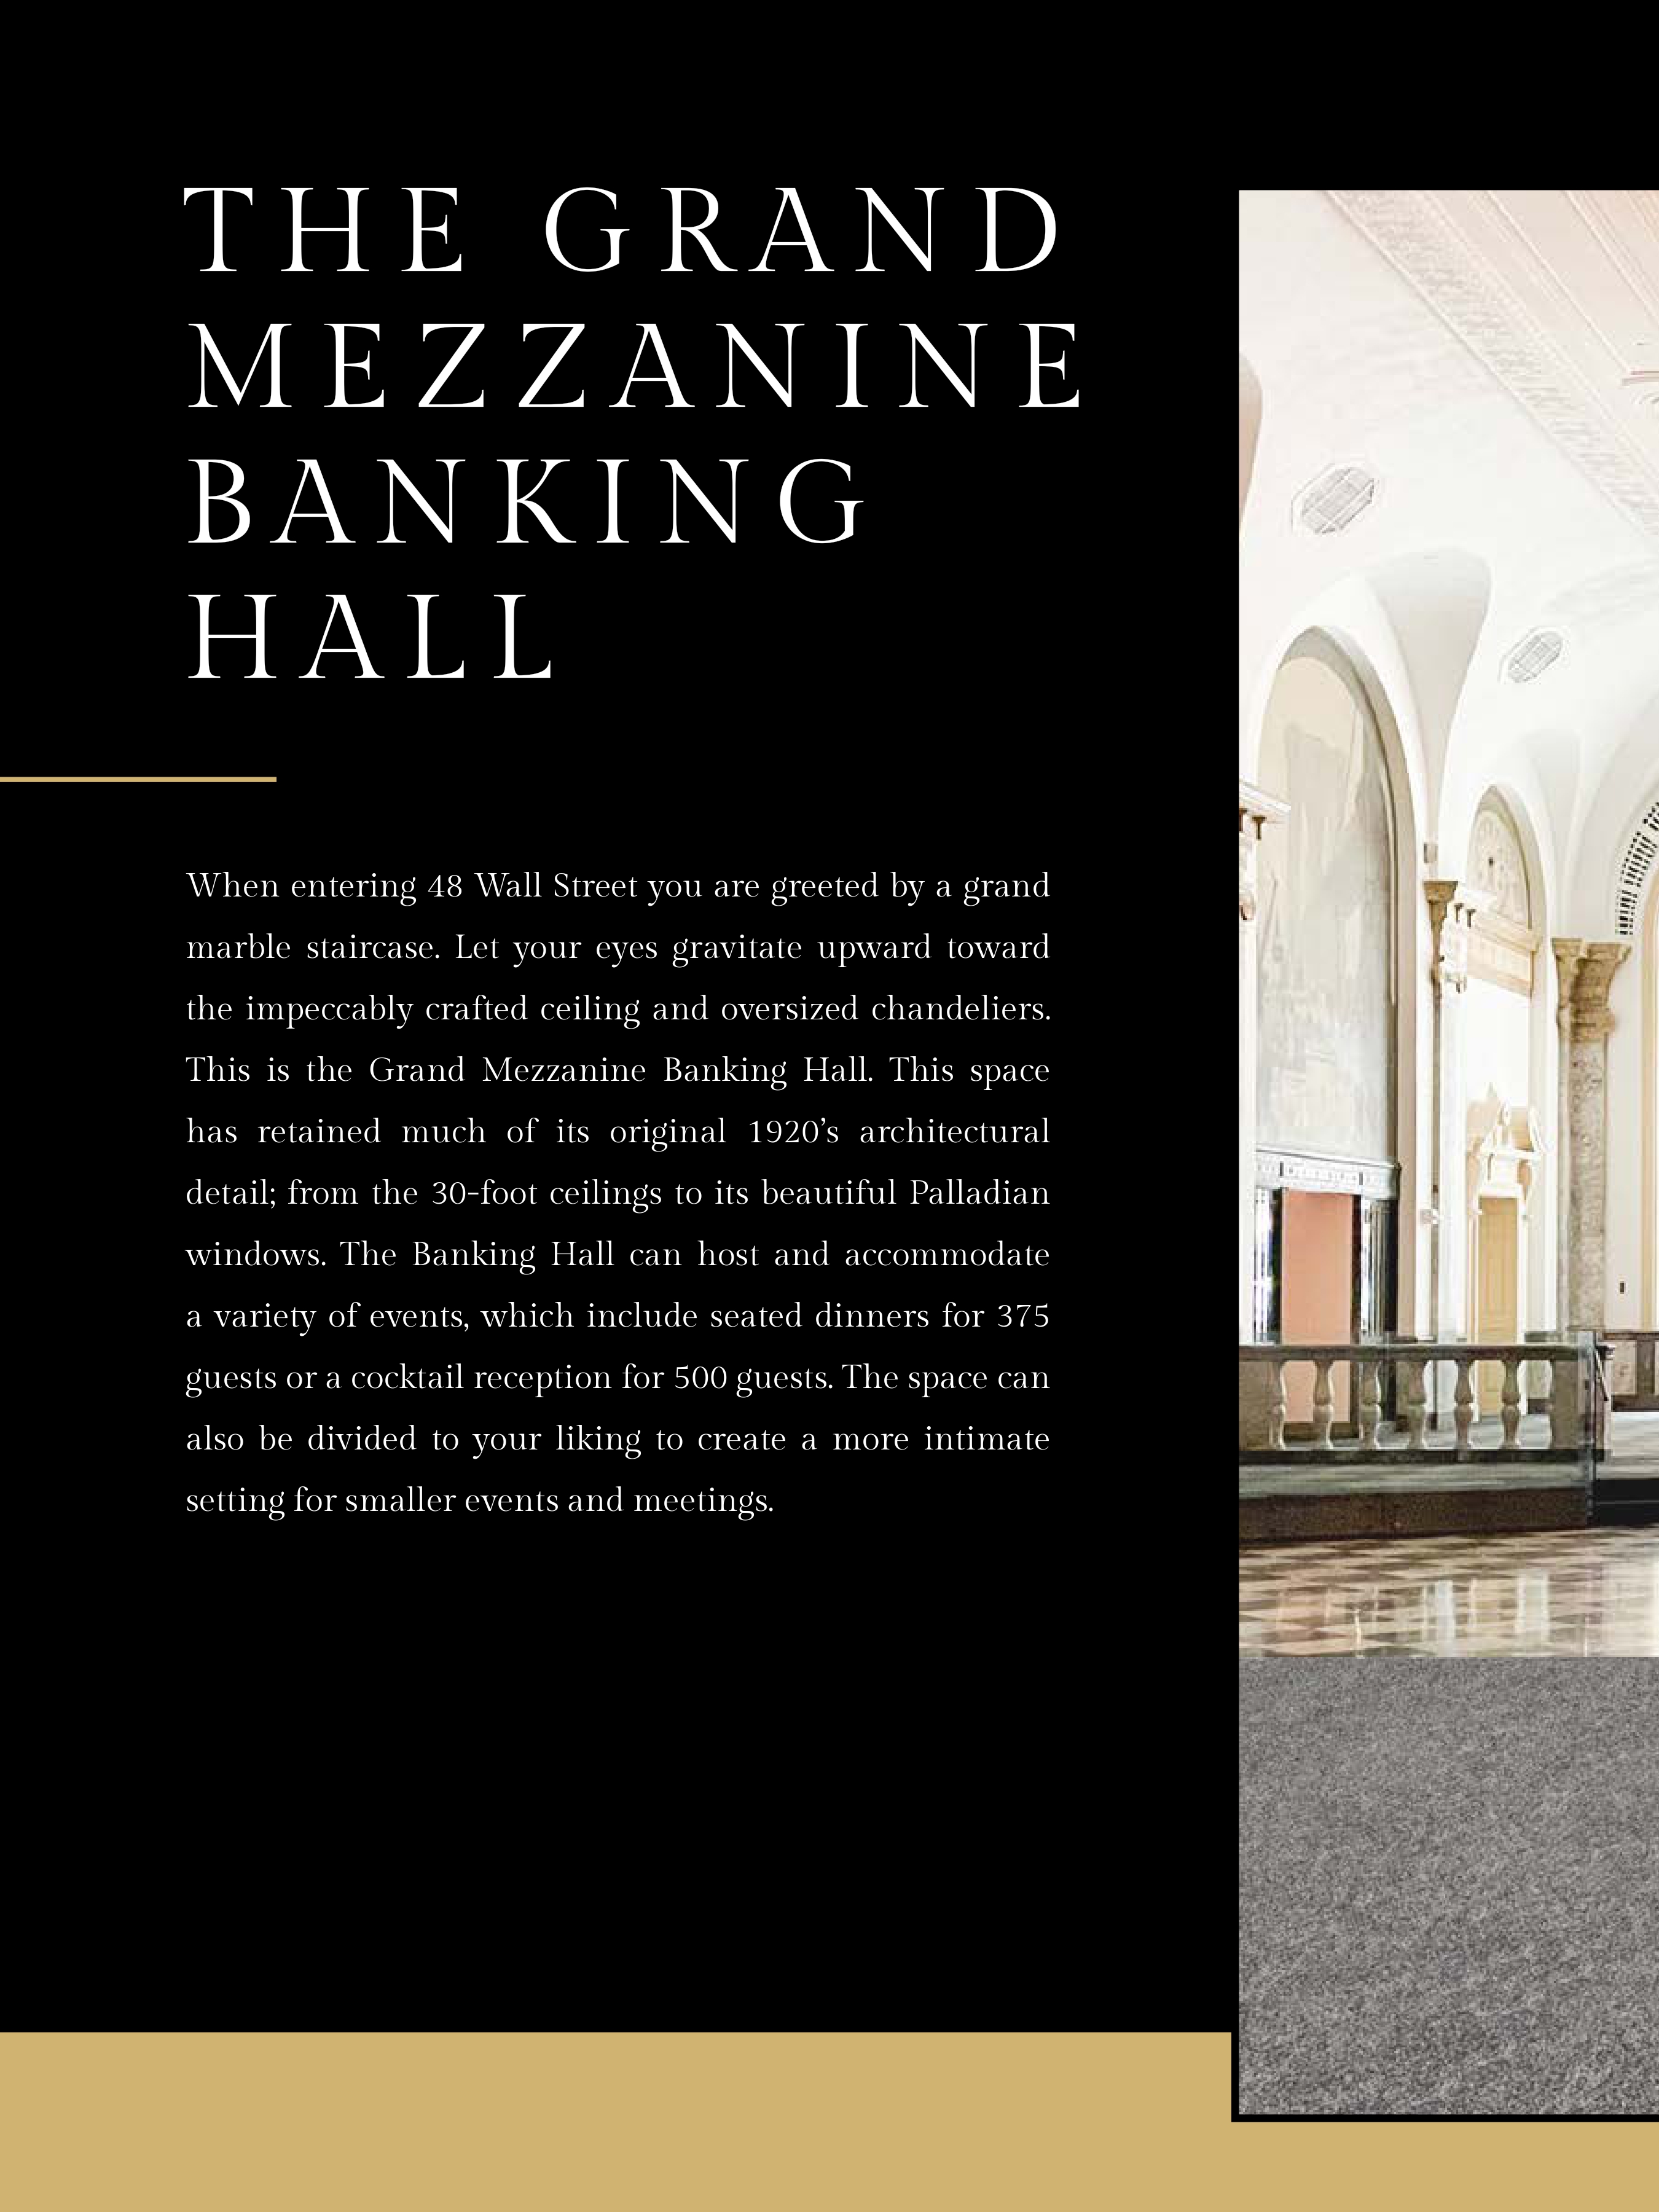 THE GRAND
MEZZANINE
BANKING
HALL
When entering 48 Wall Street you are greeted by a grand
marble staircase. Let your eyes gravitate upward toward
the impeccably crafted ceiling and oversized chandeliers.
This is the Grand Mezzanine Banking Hall. This space
has retained much of its original 1920’s architectural
detail; from the 30-foot ceilings to its beautiful Palladian
windows. The Banking Hall can host and accommodate
a variety of events, which include seated dinners for 375
guests or a cocktail reception for 500 guests. The space can
also be divided to your liking to create a more intimate
setting for smaller events and meetings.